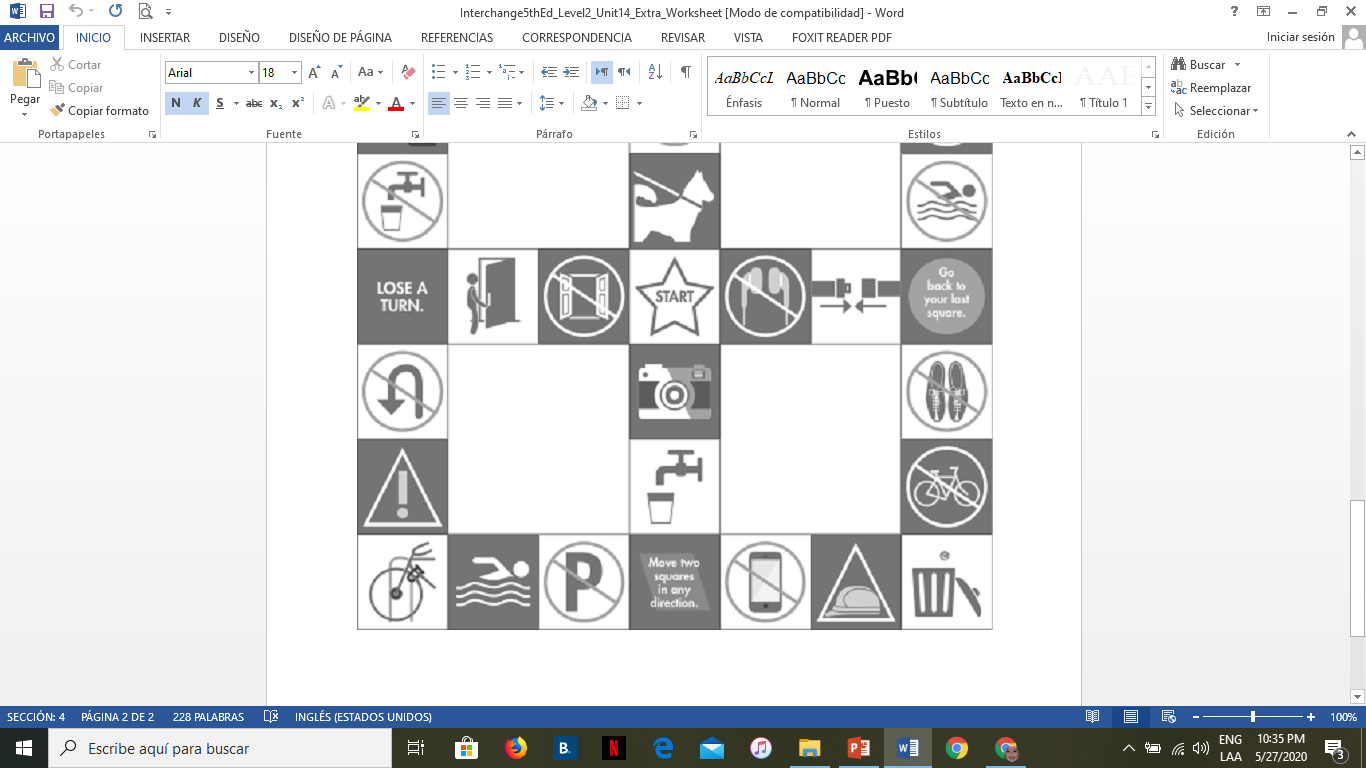 Interchange5thEd_Level2_Unit14_Extra_Worksheet [Modo de compatibilidad] - Word
ARCHIVO INICIO INSERTAR DISEÑO DISEÑO DE PÁGINA REFERENCIAS CORRESPONDENCIA REVISAR VISTA FOXIT READER PDF Iniciar sesión
Pegar
Cortar
Copiar
Copiar formato
Portapapeles
Arial 18
N K S abc x₂ x²
Fuente
Párrafo
AaBbCcI AaBbCc AaBb( AaBbCc AaBbCcI AAE
Énfasis ¶ Normal ¶ Puesto ¶ Subtítulo Texto en n... ¶ Título 1
Estilos
Buscar
Reemplazar
Seleccionar
Edición
LOSE A
TURN.
START
Go
back to
your last
square.
P
Move two
squares
in any
direction.
SECCIÓN: 4 PÁGINA 2 DE 2 228 PALABRAS INGLÉS (ESTADOS UNIDOS) 100%
Escribe aquí para buscar
ENG
LAA
10:35 PM
5/27/2020
3